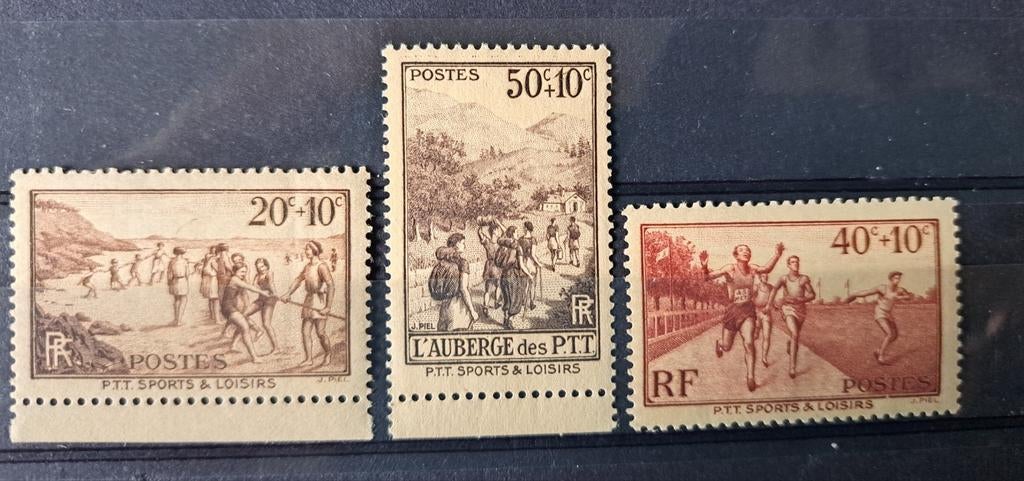 20ᶜ+10ᶜ
RF
POSTES
P.T.T. SPORTS & LOISIRS
J. PIEL
POSTES
50ᶜ+10ᶜ
RF
J. PIEL
L'AUBERGE des P.T.T
P.T.T. SPORTS & LOISIRS
40ᶜ+10ᶜ
RF
POSTES
P.T.T. SPORTS & LOISIRS
J. PIEL